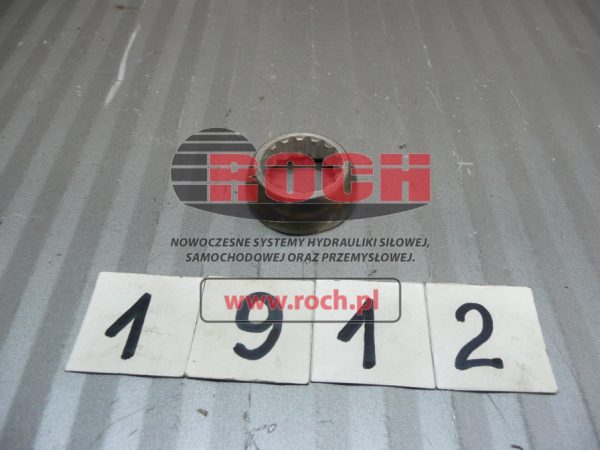 ROCH
NOWOCZESNE SYSTEMY HYDRAULIKI SIŁOWEJ,
SAMOCHODOWEJ ORAZ PRZEMYSŁOWEJ.
www.roch.pl
1 9 1 2